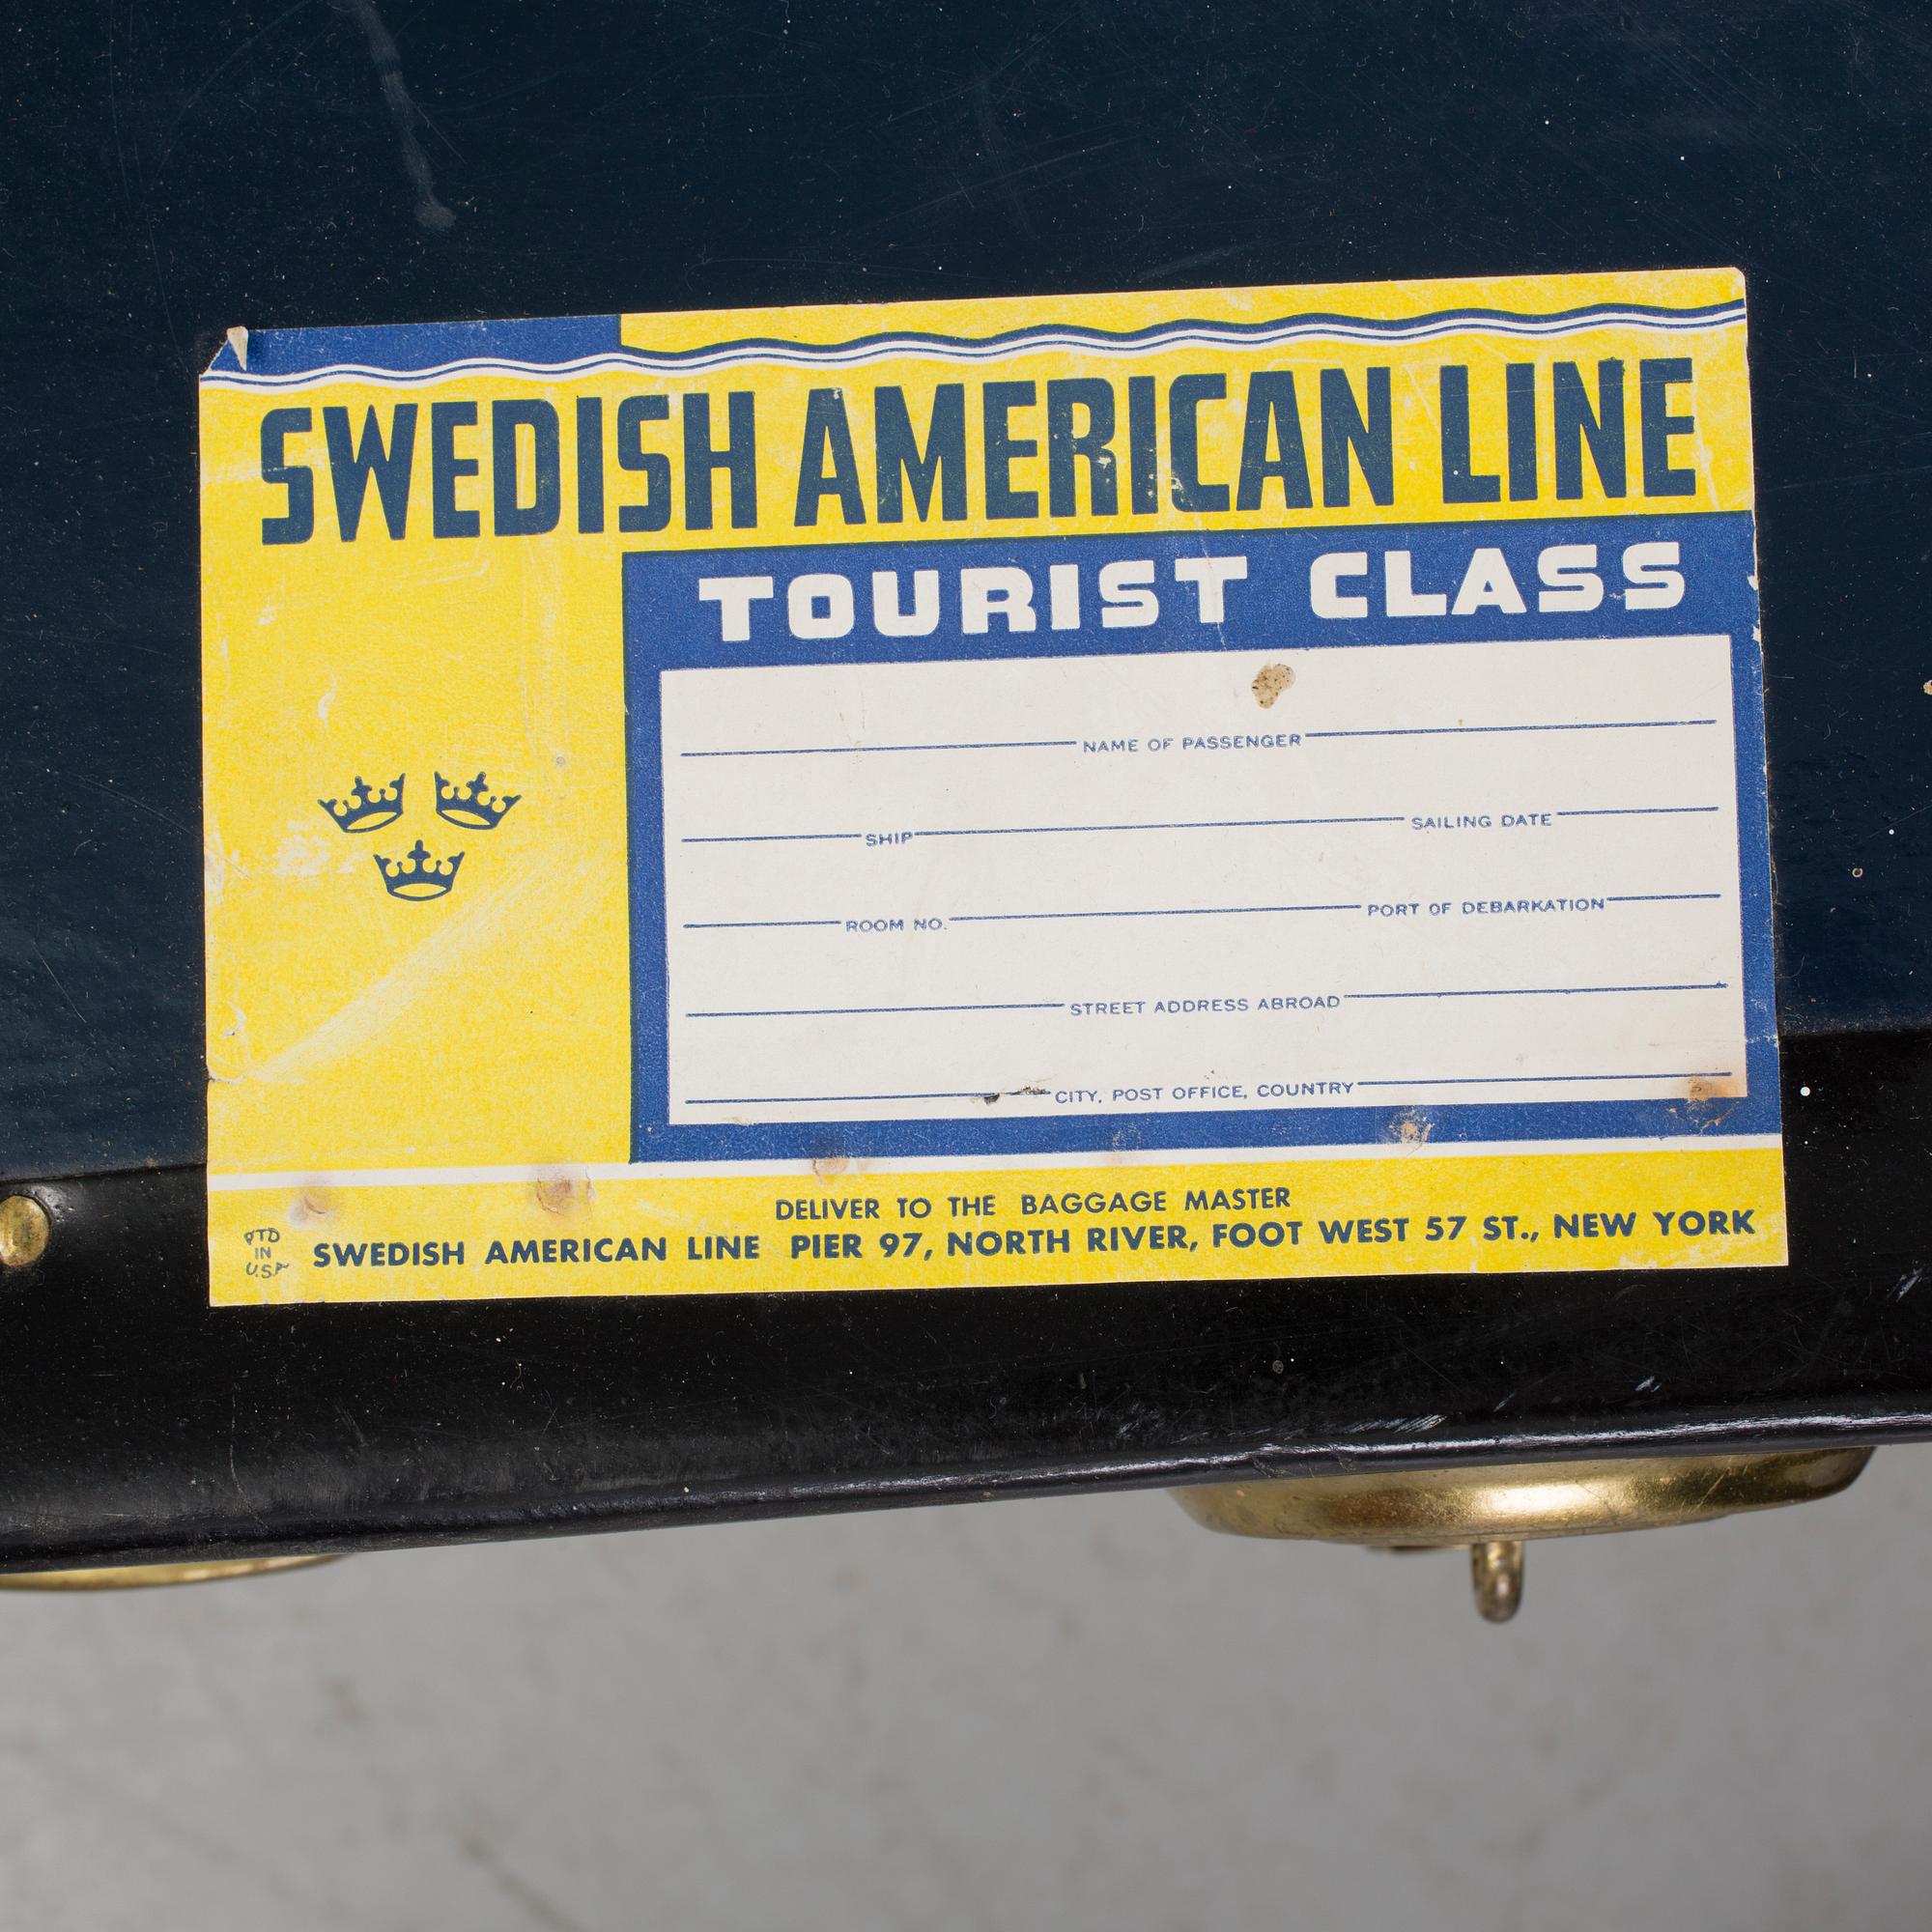 SWEDISH AMERICAN LINE
TOURIST CLASS
NAME OF PASSENGER
SHIP SAILING DATE
ROOM NO. PORT OF DEBARKATION
STREET ADDRESS ABROAD
CITY, POST OFFICE, COUNTRY
DELIVER TO THE BAGGAGE MASTER
PTD
IN
U.S.A
SWEDISH AMERICAN LINE PIER 97, NORTH RIVER, FOOT WEST 57 ST., NEW YORK